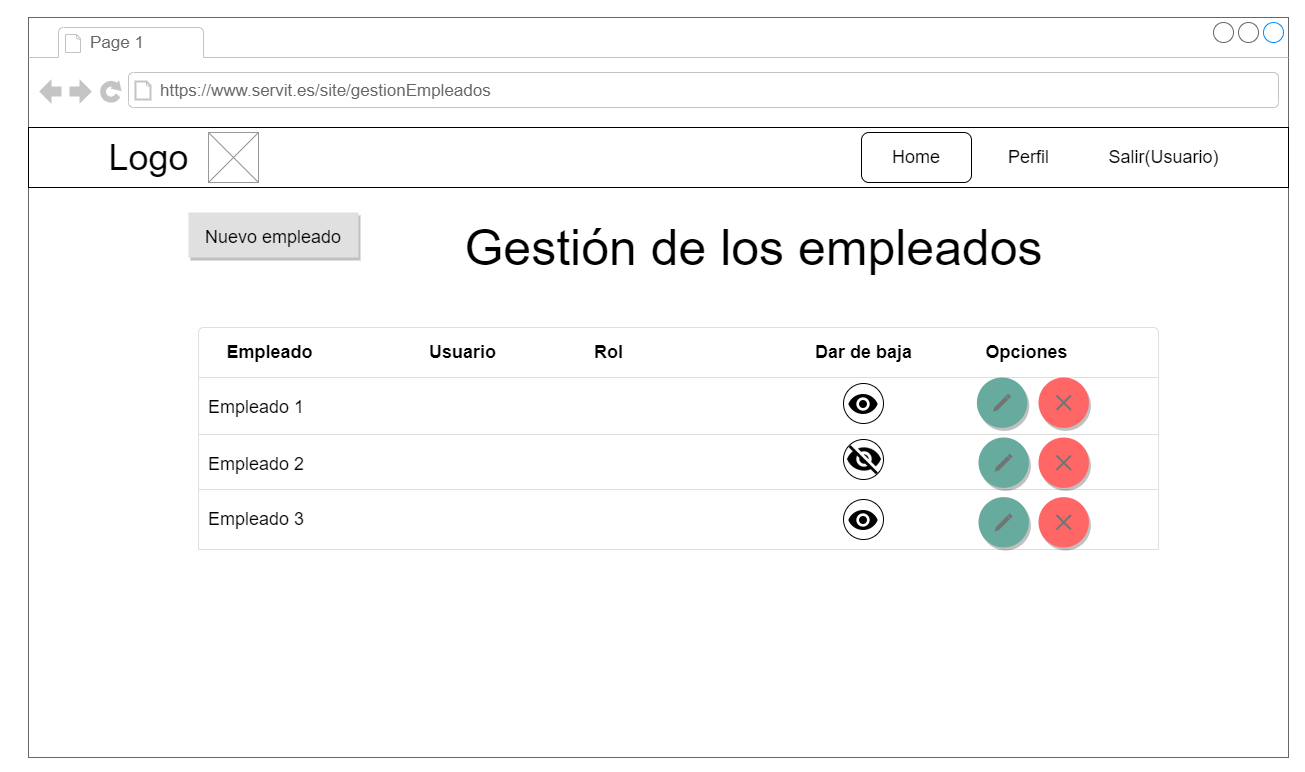 Page 1
https://www.servit.es/site/gestionEmpleados
Logo Home Perfil Salir(Usuario)
Nuevo empleado
Gestión de los empleados
Empleado Usuario Rol Dar de baja Opciones
Empleado 1
Empleado 2
Empleado 3